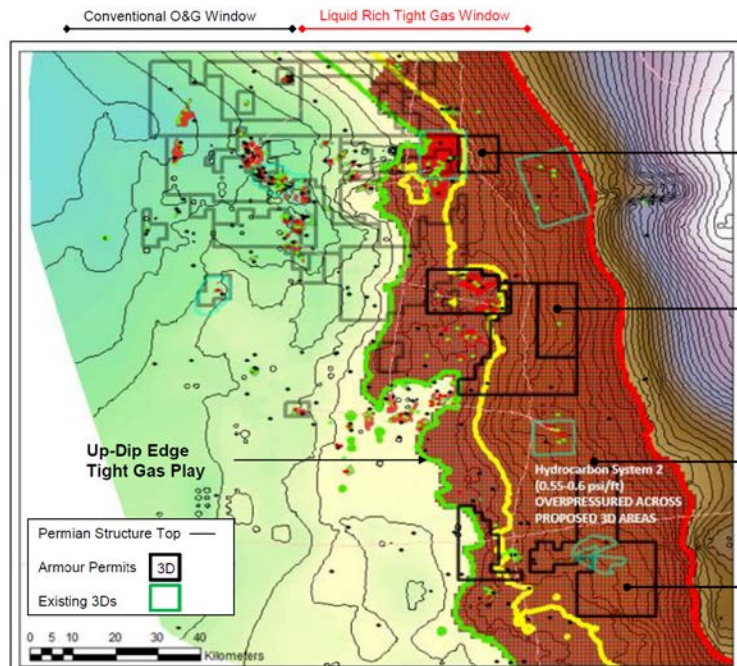 Conventional O&G Window
Liquid Rich Tight Gas Window
Up-Dip Edge
Tight Gas Play
Hydrocarbon System 2
(0.55-0.6 psi/ft)
OVERPRESSURED ACROSS
PROPOSED 3D AREAS
Permian Structure Top
Armour Permits 3D
Existing 3Ds
0 5 10 20 30 40
Kilometers